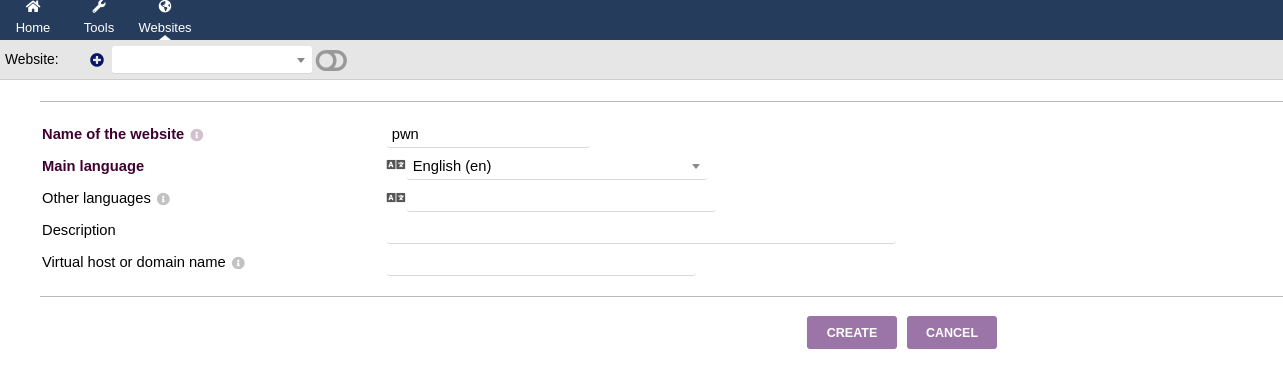 Home Tools Websites
Website:
Name of the website pwn
Main language English (en)
Other languages
Description
Virtual host or domain name
CREATE CANCEL